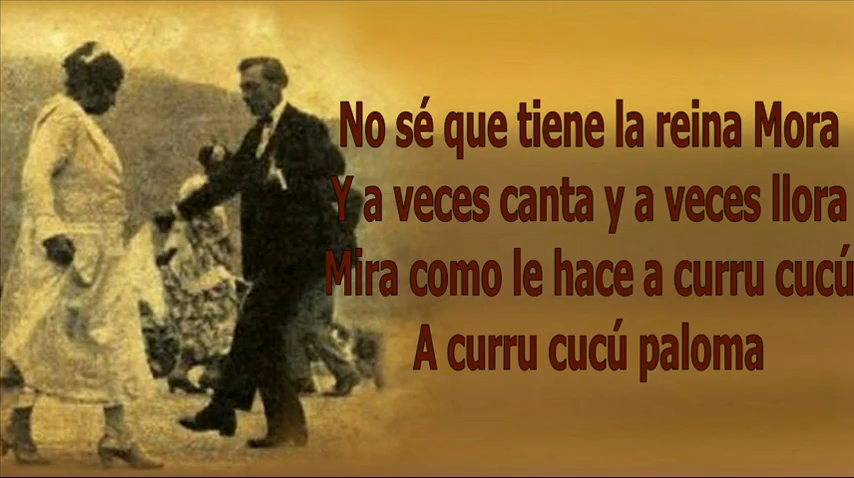 No sé que tiene la reina Mora
Y a veces canta y a veces llora
Mira como le hace a curru cucú
A curru cucú paloma